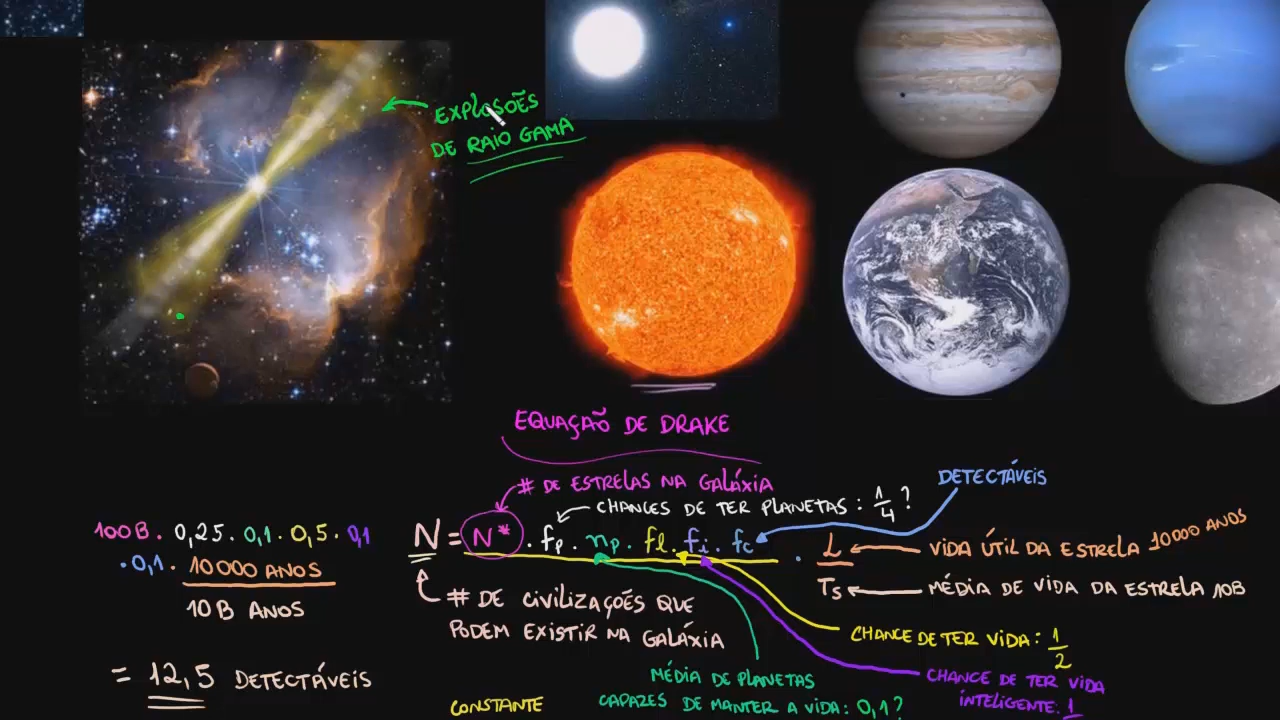 EXPLOSÕES
DE RAIO GAMA
EQUAÇÃO DE DRAKE
# DE ESTRELAS NA GALÁXIA
CHANCES DE TER PLANETAS: 1/4?
DETECTÁVEIS
100B. 0,25. 0,1. 0,5. 0,1
.0,1. 10000 ANOS
10B ANOS
= 12,5 DETECTÁVEIS
N = N* . fp. np. fl. fi. fc . L
Ts
VIDA ÚTIL DA ESTRELA 10000 ANOS
MÉDIA DE VIDA DA ESTRELA 10B
# DE CIVILIZAÇÕES QUE
PODEM EXISTIR NA GALÁXIA
CHANCE DE TER VIDA: 1/2
MÉDIA DE PLANETAS
CAPAZES DE MANTER A VIDA: 0,1?
CHANCE DE TER VIDA
INTELIGENTE: 1
CONSTANTE